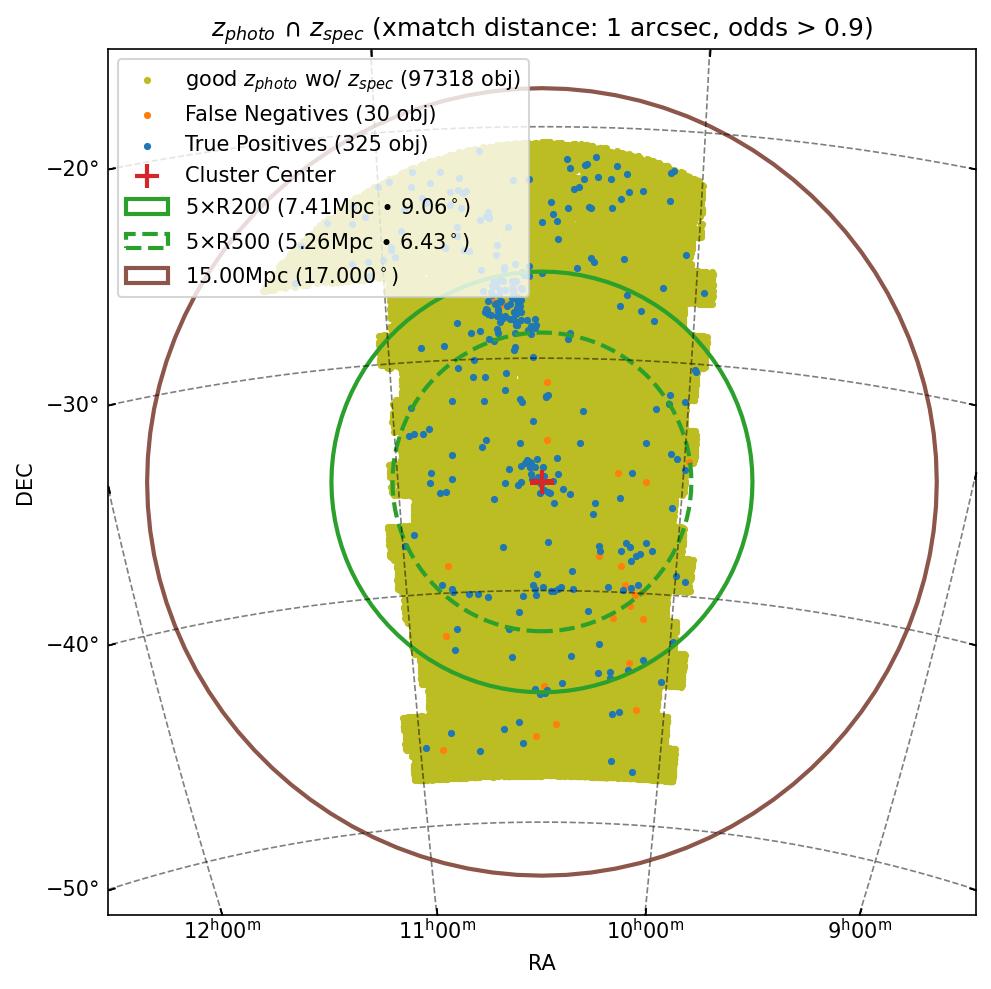 z_photo ∩ z_spec (xmatch distance: 1 arcsec, odds > 0.9)
good z_photo wo/ z_spec (97318 obj)
False Negatives (30 obj)
True Positives (325 obj)
Cluster Center
5×R200 (7.41Mpc • 9.06°)
5×R500 (5.26Mpc • 6.43°)
15.00Mpc (17.000°)
−20°
−30°
−40°
−50°
DEC
12ʰ00ᵐ 11ʰ00ᵐ 10ʰ00ᵐ 9ʰ00ᵐ
RA